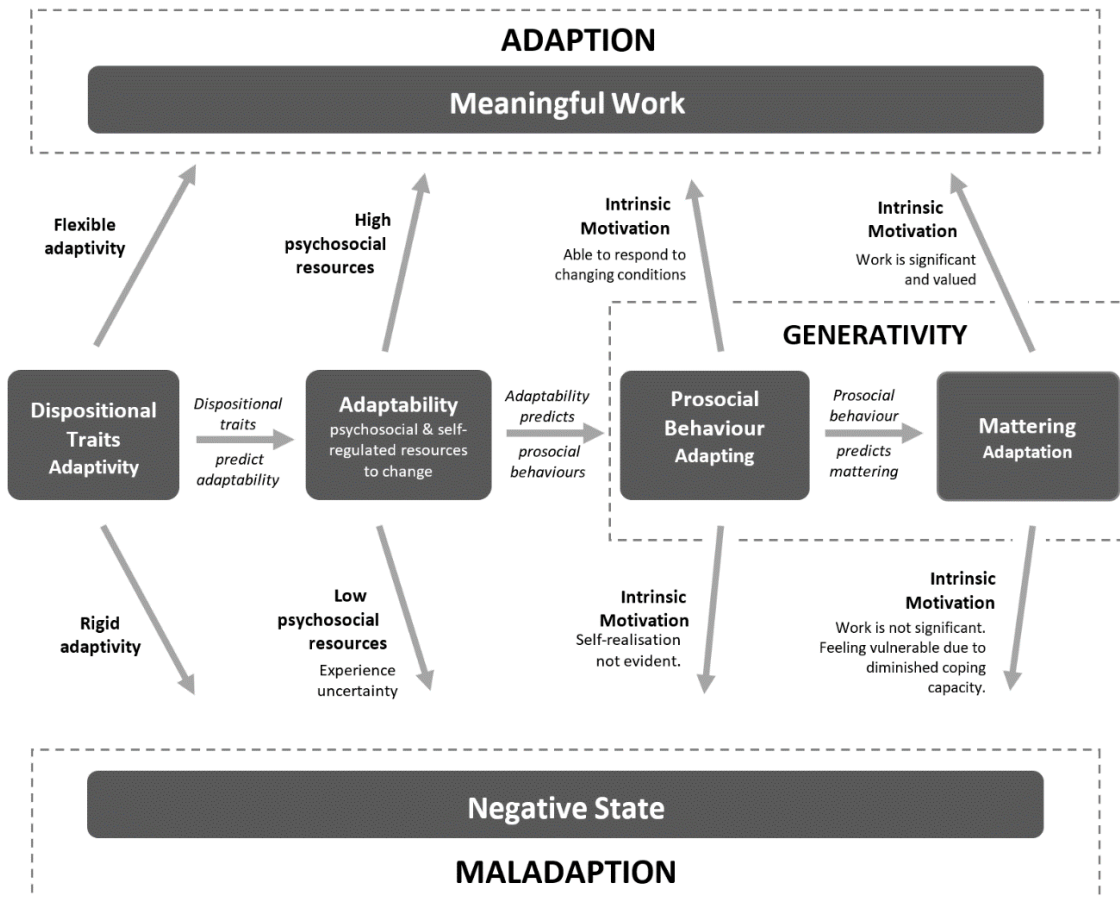 ADAPTION
Meaningful Work
Flexible
adaptivity
High
psychosocial
resources
Intrinsic
Motivation
Able to respond to
changing conditions
Intrinsic
Motivation
Work is significant
and valued
GENERATIVITY
Dispositional
Traits
Adaptivity
Dispositional
traits
predict
adaptability
Adaptability
psychosocial & self-
regulated resources
to change
Adaptability
predicts
prosocial
behaviours
Prosocial
Behaviour
Adapting
Prosocial
behaviour
predicts
mattering
Mattering
Adaptation
Rigid
adaptivity
Low
psychosocial
resources
Experience
uncertainty
Intrinsic
Motivation
Self-realisation
not evident.
Intrinsic
Motivation
Work is not significant.
Feeling vulnerable due to
diminished coping
capacity.
Negative State
MALADAPTION